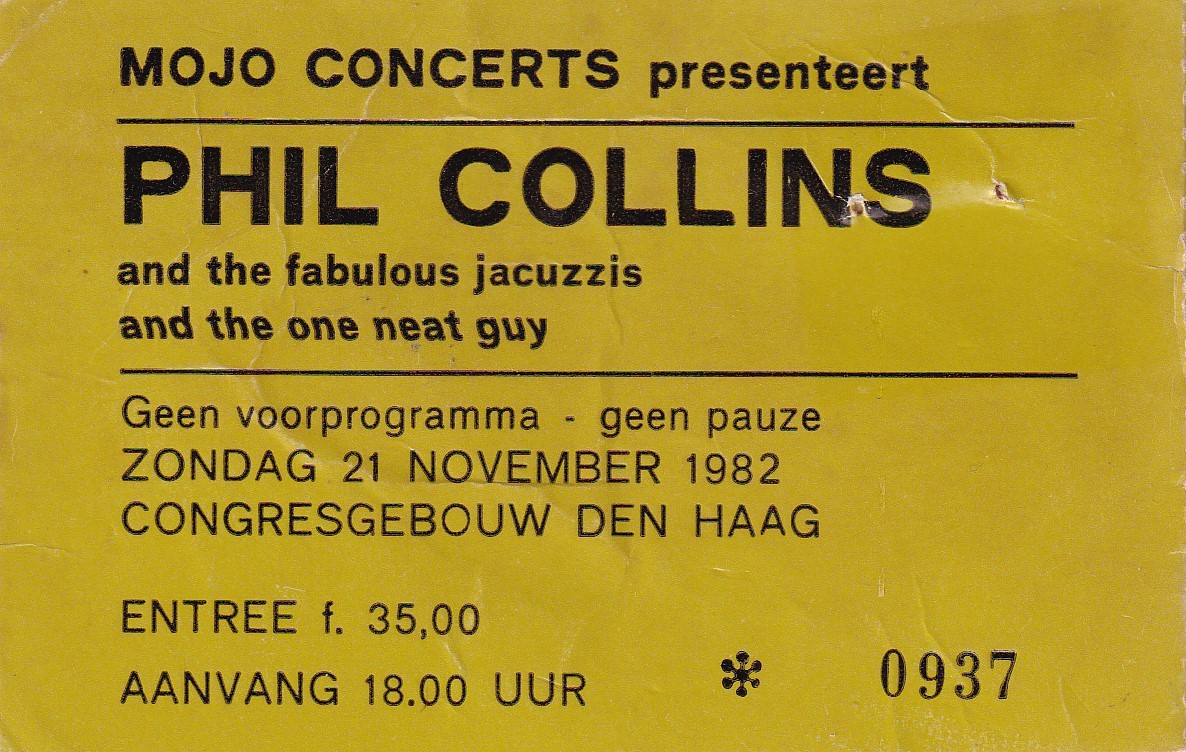 MOJO CONCERTS presenteert
PHIL COLLINS
and the fabulous jacuzzis
and the one neat guy
Geen voorprogramma - geen pauze
ZONDAG 21 NOVEMBER 1982
CONGRESGEBOUW DEN HAAG
ENTREE f. 35,00
AANVANG 18.00 UUR
* 0937